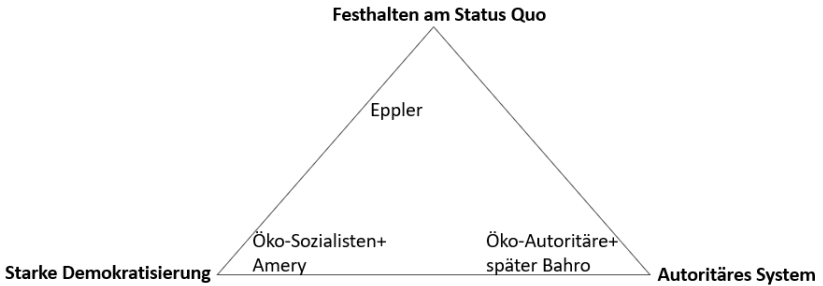 Festhalten am Status Quo
Eppler
Öko-Sozialisten+
Amery
Öko-Autoritäre+
später Bahro
Starke Demokratisierung
Autoritäres System